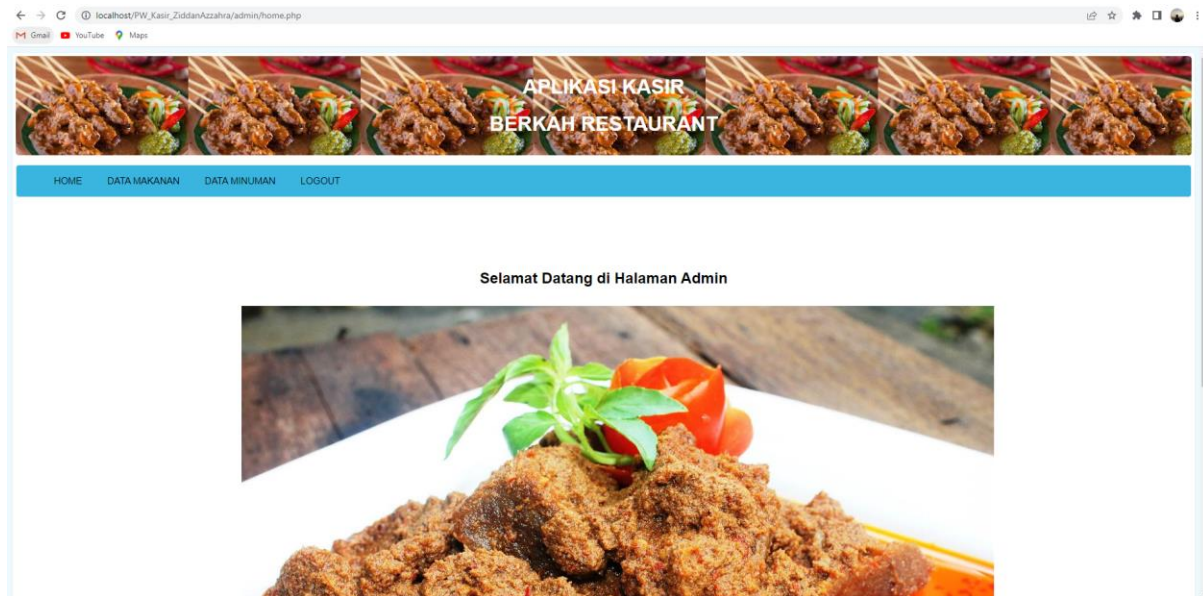 localhost/PW_Kasir_ZiddanAzzahra/admin/home.php
Gmail YouTube Maps
APLIKASI KASIR
BERKAH RESTAURANT
HOME DATA MAKANAN DATA MINUMAN LOGOUT
Selamat Datang di Halaman Admin